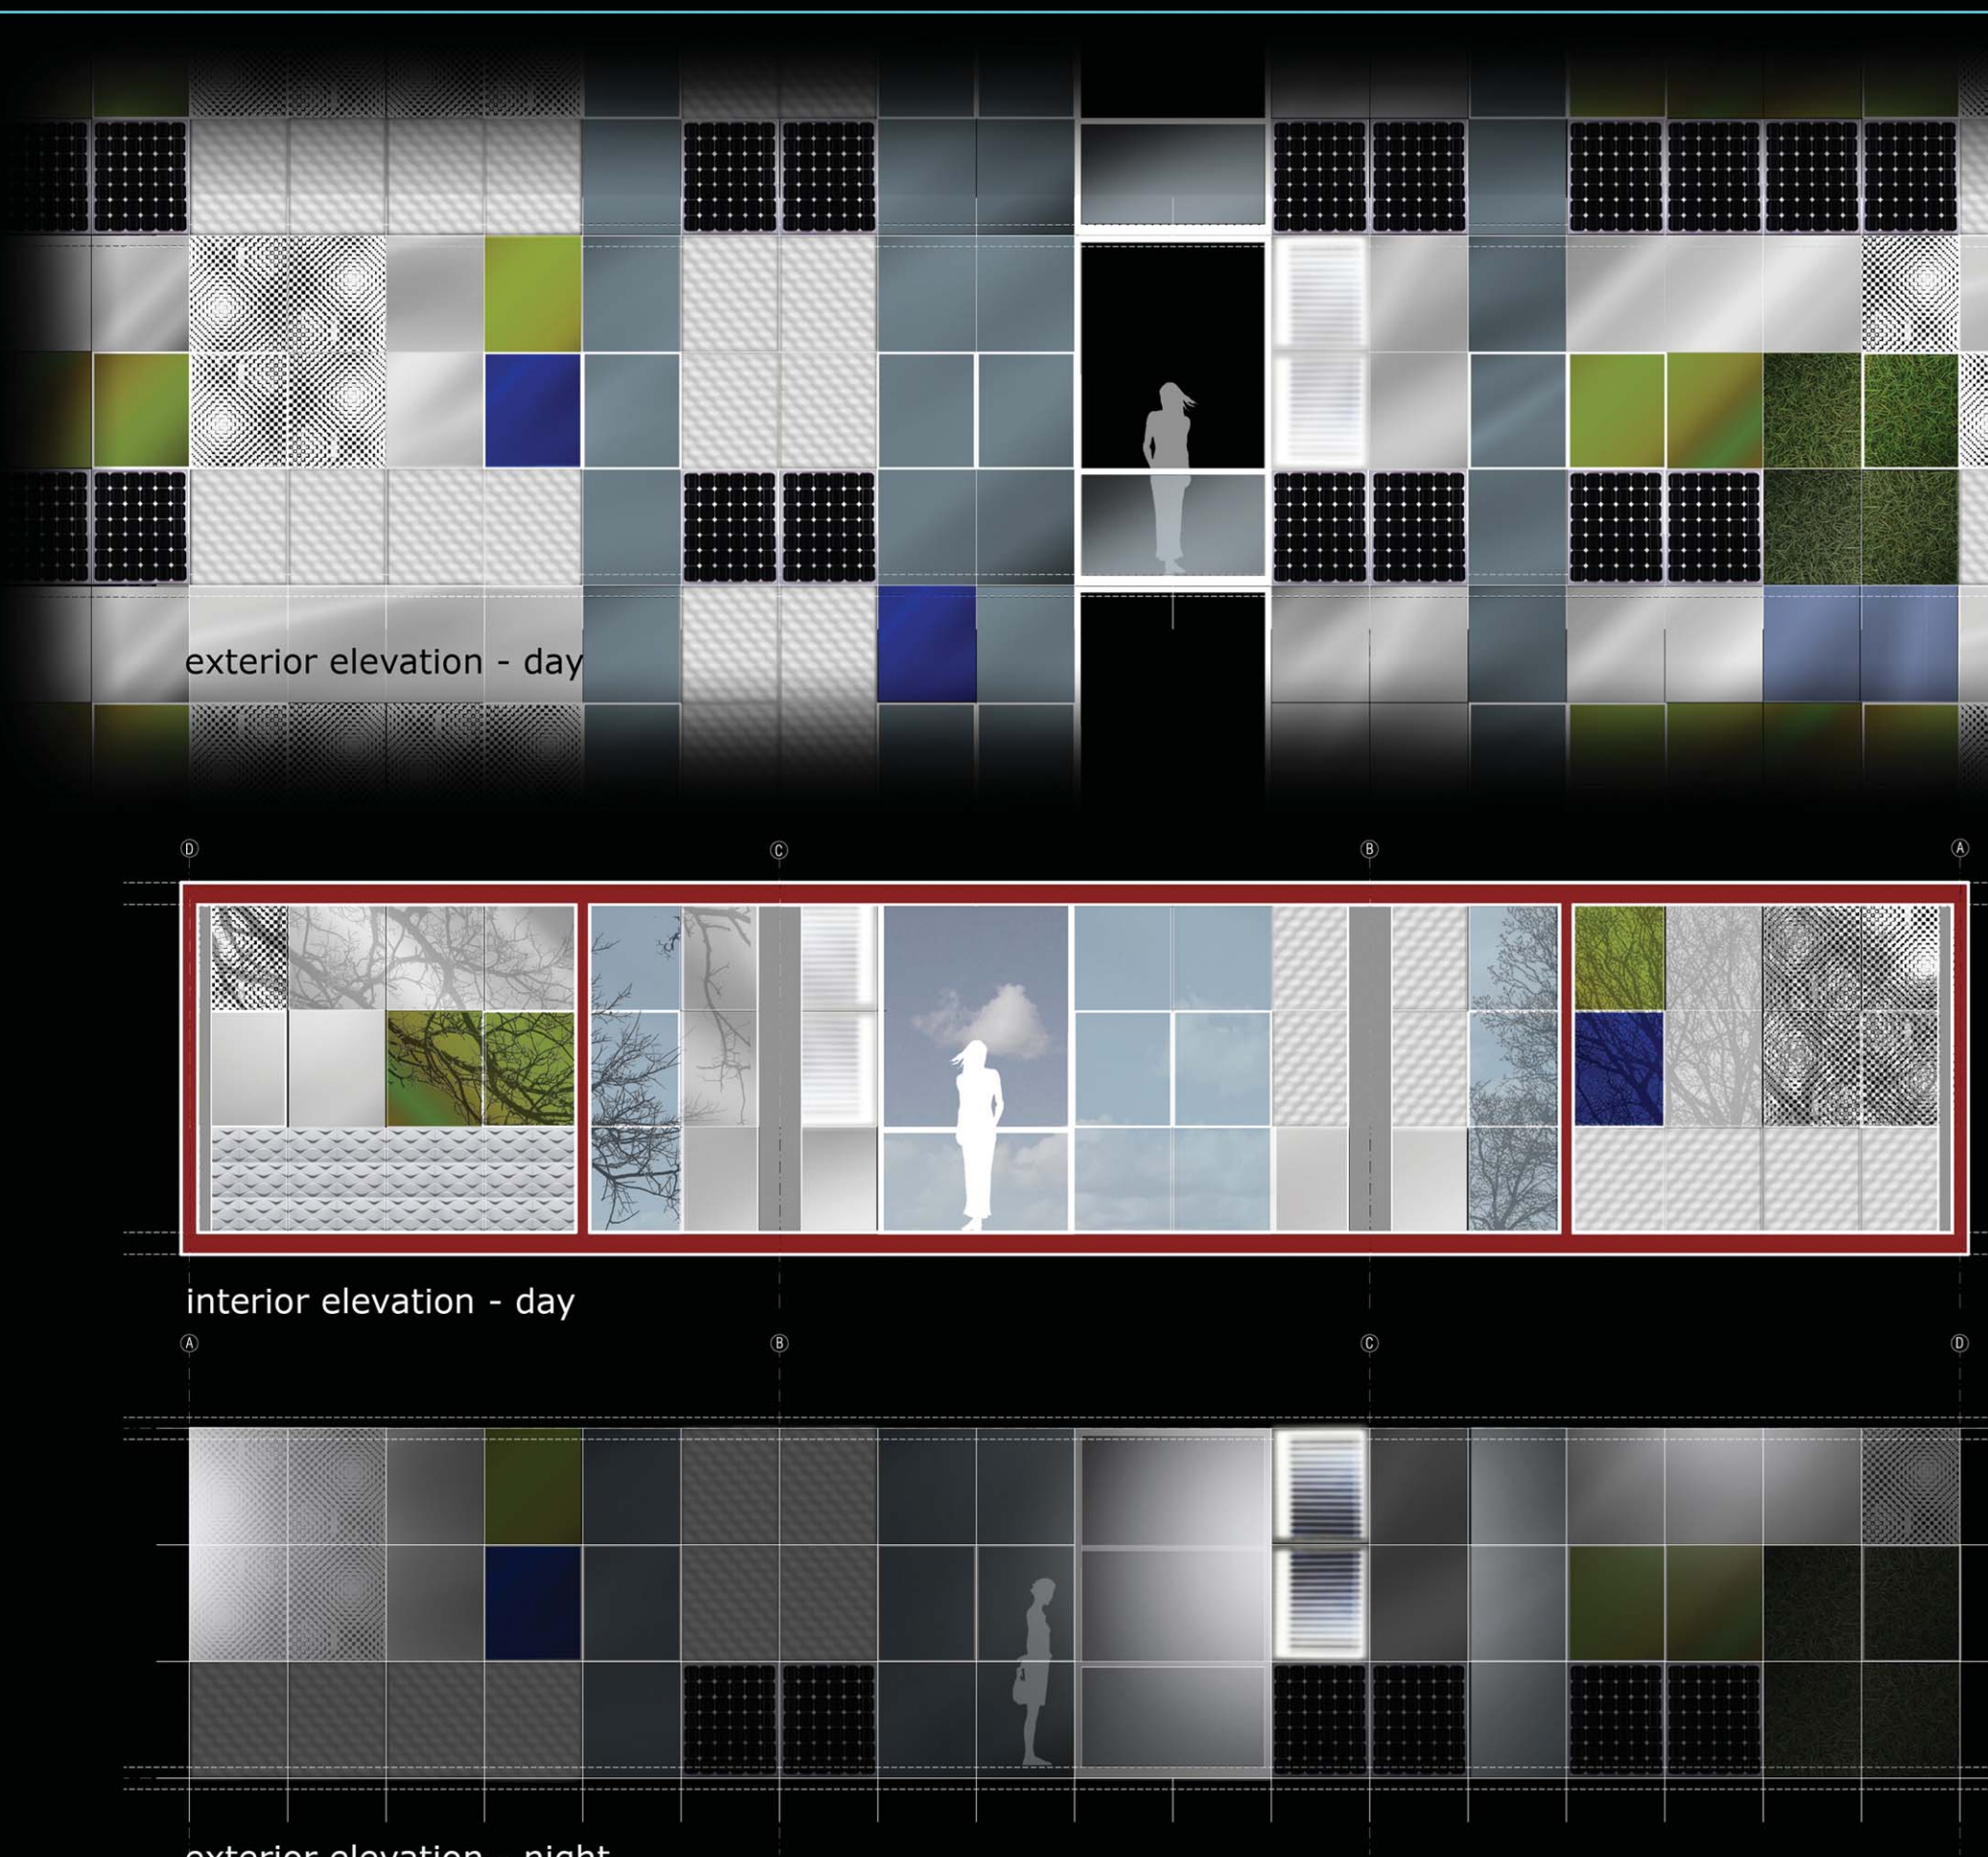 exterior elevation - day
D C B A
interior elevation - day
A B C D
exterior elevation - night